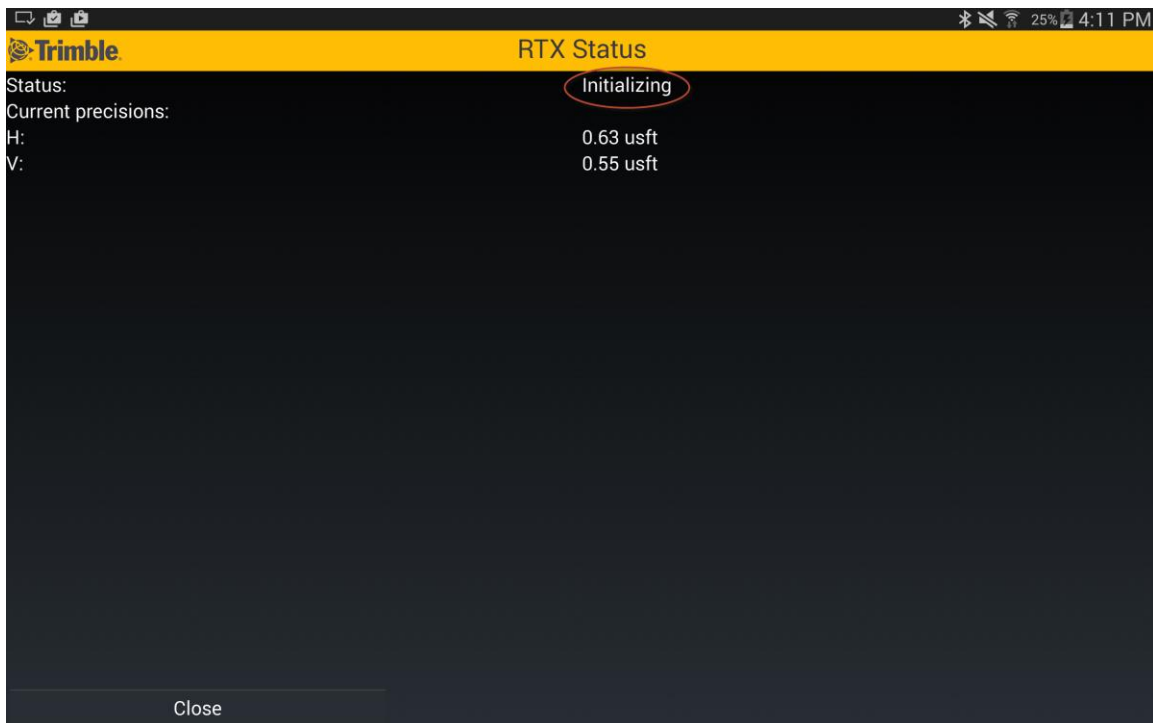 25% 4:11 PM
Trimble.
RTX Status
Status: Initializing
Current precisions:
H: 0.63 usft
V: 0.55 usft
Close